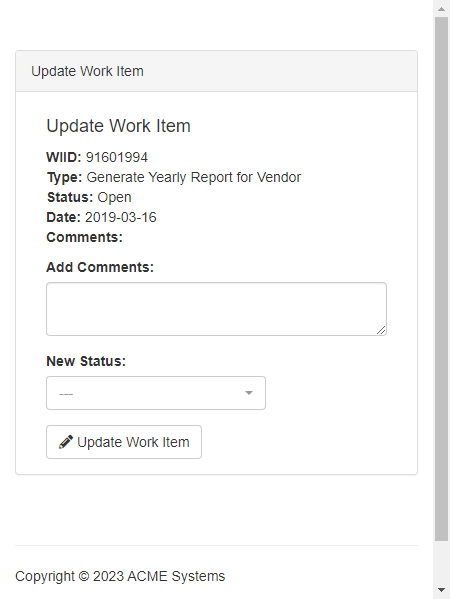 Update Work Item
Update Work Item
WIID: 91601994
Type: Generate Yearly Report for Vendor
Status: Open
Date: 2019-03-16
Comments:
Add Comments:
New Status:
---
Update Work Item
Copyright © 2023 ACME Systems